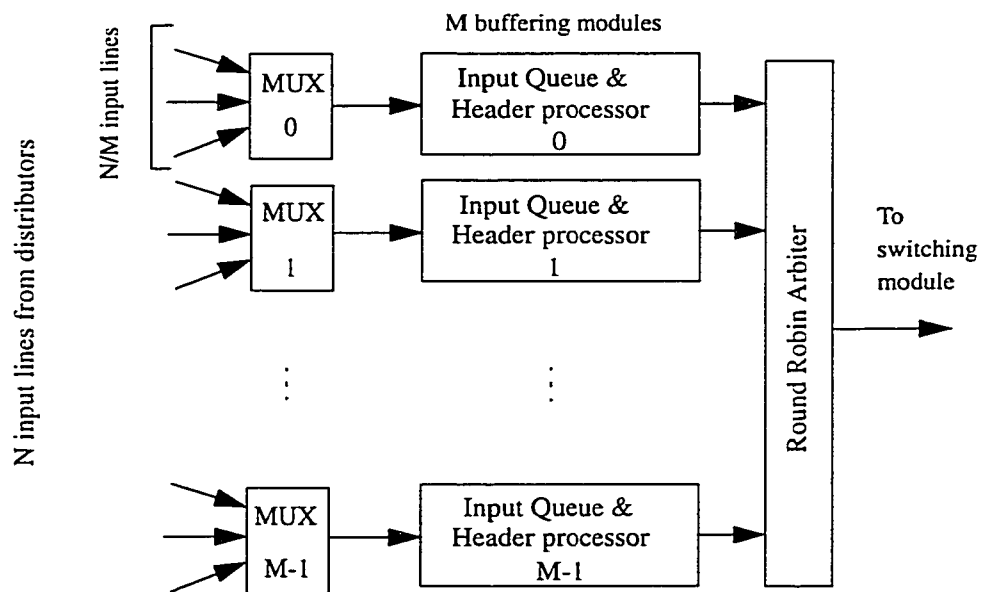 M buffering modules
N input lines from distributors
N/M input lines
MUX
0
Input Queue &
Header processor
0
MUX
1
Input Queue &
Header processor
1
MUX
M-1
Input Queue &
Header processor
M-1
Round Robin Arbiter
To
switching
module